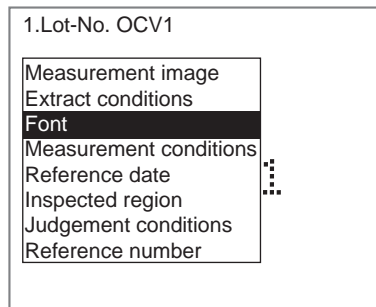 1.Lot-No. OCV1
Measurement image
Extract conditions
Font
Measurement conditions
Reference date
Inspected region
Judgement conditions
Reference number
1